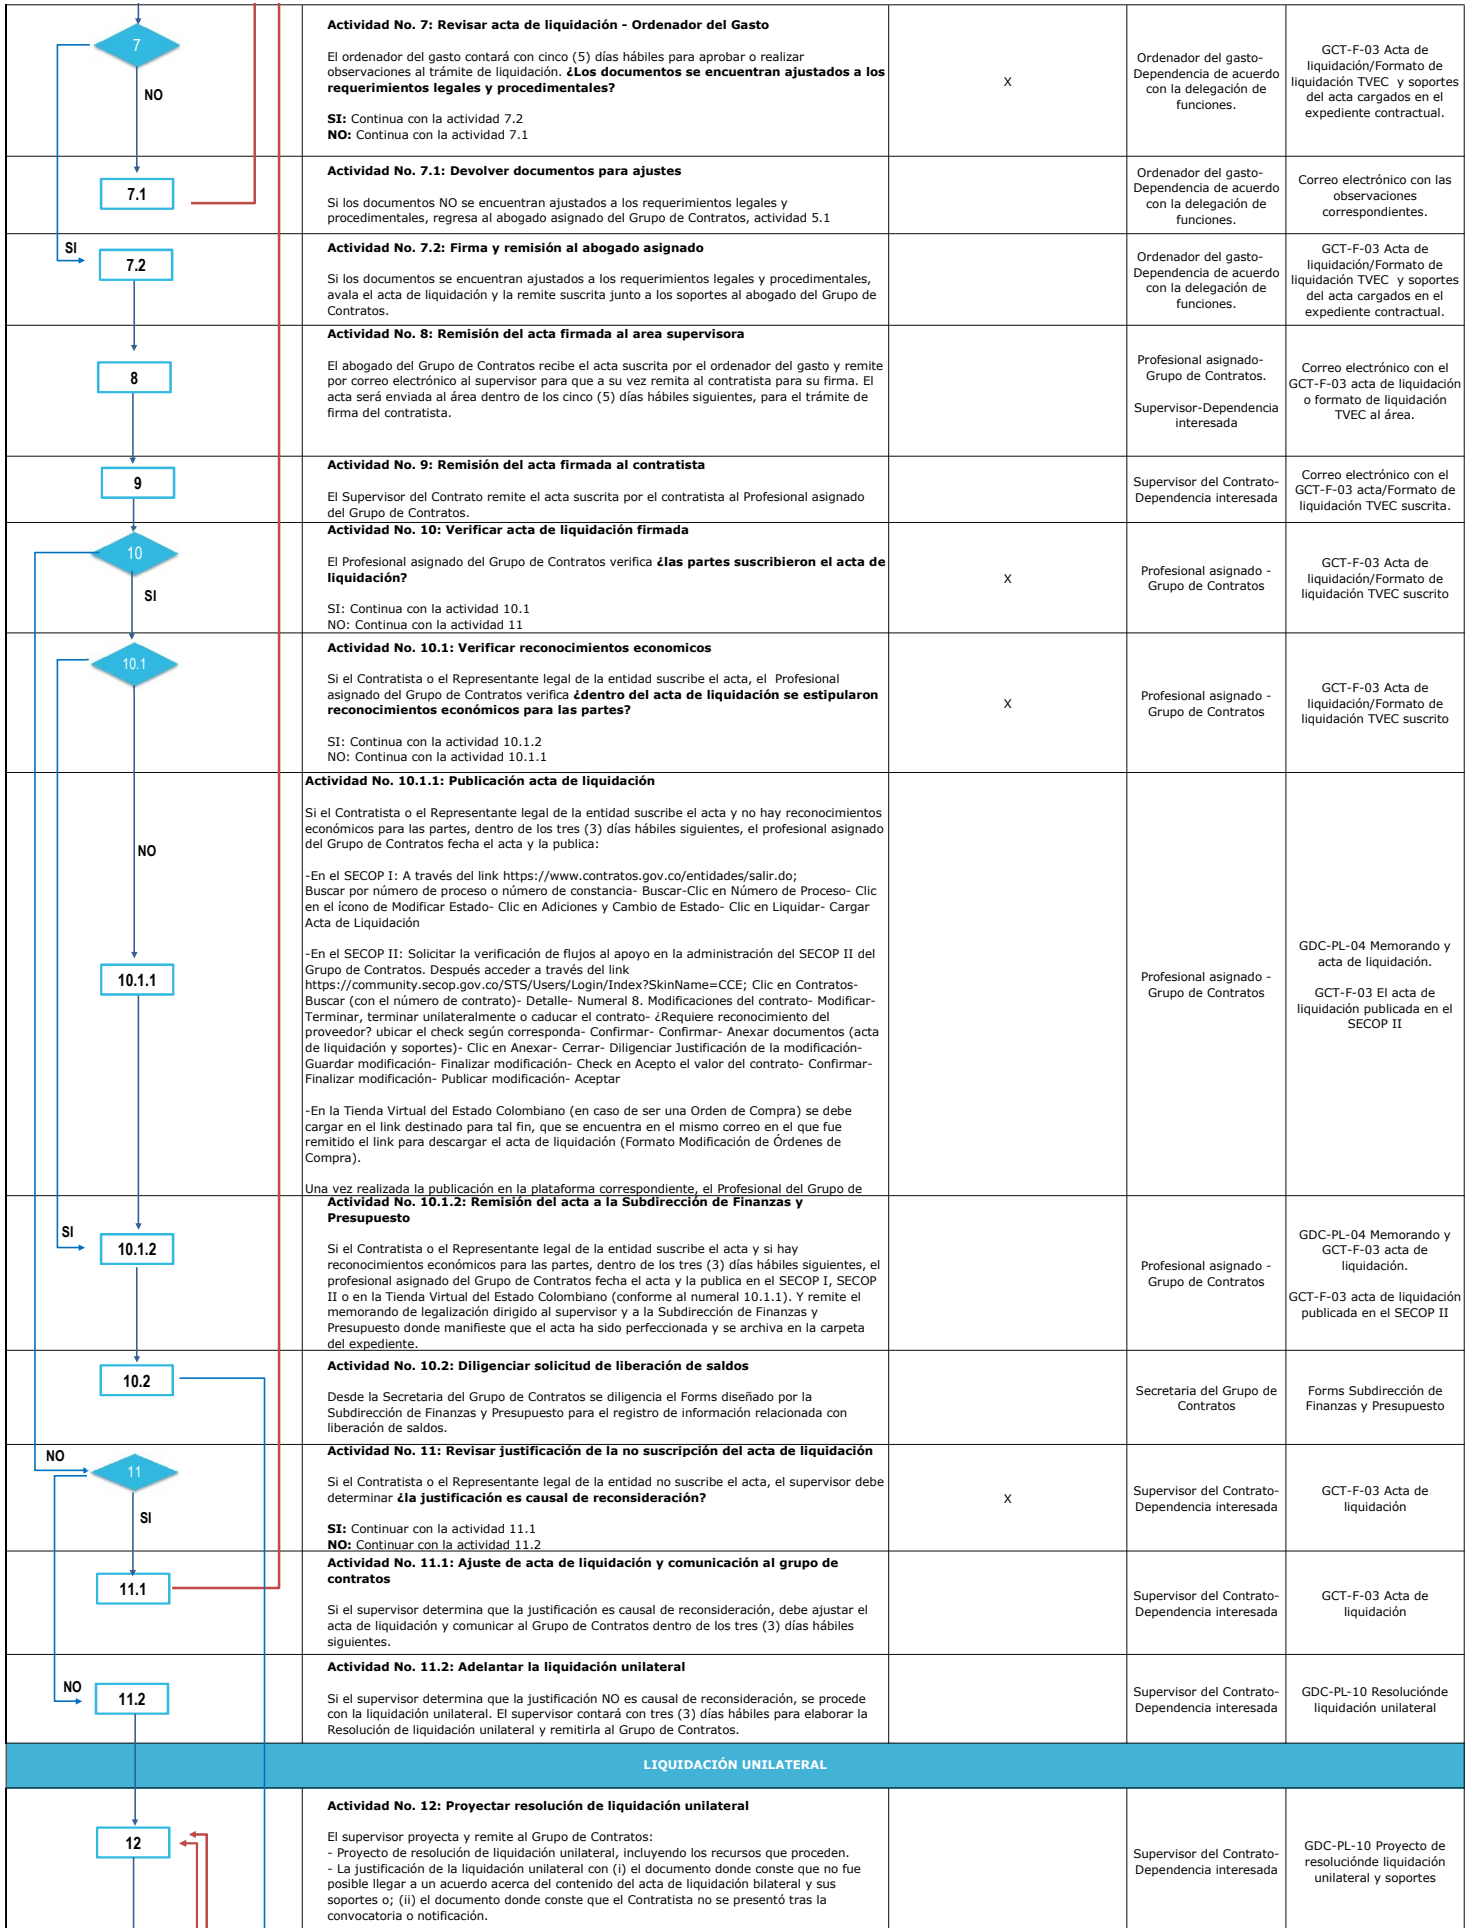 7
NO
Actividad No. 7: Revisar acta de liquidación - Ordenador del Gasto
El ordenador del gasto contará con cinco (5) días hábiles para aprobar o realizar
observaciones al trámite de liquidación. ¿Los documentos se encuentran ajustados a los
requerimientos legales y procedimentales?
SI: Continua con la actividad 7.2
NO: Continua con la actividad 7.1
X
Ordenador del gasto-
Dependencia de acuerdo
con la delegación de
funciones.
GCT-F-03 Acta de
liquidación/Formato de
liquidación TVEC y soportes
del acta cargados en el
expediente contractual.
7.1
Actividad No. 7.1: Devolver documentos para ajustes
Si los documentos NO se encuentran ajustados a los requerimientos legales y
procedimentales, regresa al abogado asignado del Grupo de Contratos, actividad 5.1
Ordenador del gasto-
Dependencia de acuerdo
con la delegación de
funciones.
Correo electrónico con las
observaciones
correspondientes.
SI
7.2
Actividad No. 7.2: Firma y remisión al abogado asignado
Si los documentos se encuentran ajustados a los requerimientos legales y procedimentales,
avala el acta de liquidación y la remite suscrita junto a los soportes al abogado del Grupo de
Contratos.
Ordenador del gasto-
Dependencia de acuerdo
con la delegación de
funciones.
GCT-F-03 Acta de
liquidación/Formato de
liquidación TVEC y soportes
del acta cargados en el
expediente contractual.
8
Actividad No. 8: Remisión del acta firmada al area supervisora
El abogado del Grupo de Contratos recibe el acta suscrita por el ordenador del gasto y remite
por correo electrónico al supervisor para que a su vez remita al contratista para su firma. El
acta será enviada al área dentro de los cinco (5) días hábiles siguientes, para el trámite de
firma del contratista.
Profesional asignado-
Grupo de Contratos.
Supervisor-Dependencia
interesada
Correo electrónico con el
GCT-F-03 acta de liquidación
o formato de liquidación
TVEC al área.
9
Actividad No. 9: Remisión del acta firmada al contratista
El Supervisor del Contrato remite el acta suscrita por el contratista al Profesional asignado
del Grupo de Contratos.
Supervisor del Contrato-
Dependencia interesada
Correo electrónico con el
GCT-F-03 acta/Formato de
liquidación TVEC suscrita.
10
SI
Actividad No. 10: Verificar acta de liquidación firmada
El Profesional asignado del Grupo de Contratos verifica ¿las partes suscribieron el acta de
liquidación?
SI: Continua con la actividad 10.1
NO: Continua con la actividad 11
X
Profesional asignado -
Grupo de Contratos
GCT-F-03 Acta de
liquidación/Formato de
liquidación TVEC suscrito
10.1
Actividad No. 10.1: Verificar reconocimientos economicos
Si el Contratista o el Representante legal de la entidad suscribe el acta, el Profesional
asignado del Grupo de Contratos verifica ¿dentro del acta de liquidación se estipularon
reconocimientos económicos para las partes?
SI: Continua con la actividad 10.1.2
NO: Continua con la actividad 10.1.1
X
Profesional asignado -
Grupo de Contratos
GCT-F-03 Acta de
liquidación/Formato de
liquidación TVEC suscrito
NO
10.1.1
Actividad No. 10.1.1: Publicación acta de liquidación
Si el Contratista o el Representante legal de la entidad suscribe el acta y no hay reconocimientos
económicos para las partes, dentro de los tres (3) días hábiles siguientes, el profesional asignado
del Grupo de Contratos fecha el acta y la publica:
-En el SECOP I: A través del link https://www.contratos.gov.co/entidades/salir.do;
Buscar por número de proceso o número de constancia- Buscar-Clic en Número de Proceso- Clic
en el ícono de Modificar Estado- Clic en Adiciones y Cambio de Estado- Clic en Liquidar- Cargar
Acta de Liquidación
-En el SECOP II: Solicitar la verificación de flujos al apoyo en la administración del SECOP II del
Grupo de Contratos. Después acceder a través del link
https://community.secop.gov.co/STS/Users/Login/Index?SkinName=CCE; Clic en Contratos-
Buscar (con el número de contrato)- Detalle- Numeral 8. Modificaciones del contrato- Modificar-
Terminar, terminar unilateralmente o caducar el contrato- ¿Requiere reconocimiento del
proveedor? ubicar el check según corresponda- Confirmar- Confirmar- Anexar documentos (acta
de liquidación y soportes)- Clic en Anexar- Cerrar- Diligenciar Justificación de la modificación-
Guardar modificación- Finalizar modificación- Check en Acepto el valor del contrato- Confirmar-
Finalizar modificación- Publicar modificación- Aceptar
-En la Tienda Virtual del Estado Colombiano (en caso de ser una Orden de Compra) se debe
cargar en el link destinado para tal fin, que se encuentra en el mismo correo en el que fue
remitido el link para descargar el acta de liquidación (Formato Modificación de Órdenes de
Compra).
Una vez realizada la publicación en la plataforma correspondiente, el Profesional del Grupo de
Profesional asignado -
Grupo de Contratos
GDC-PL-04 Memorando y
acta de liquidación.
GCT-F-03 El acta de
liquidación publicada en el
SECOP II
SI
10.1.2
Actividad No. 10.1.2: Remisión del acta a la Subdirección de Finanzas y
Presupuesto
Si el Contratista o el Representante legal de la entidad suscribe el acta y si hay
reconocimientos económicos para las partes, dentro de los tres (3) días hábiles siguientes, el
profesional asignado del Grupo de Contratos fecha el acta y la publica en el SECOP I, SECOP
II o en la Tienda Virtual del Estado Colombiano (conforme al numeral 10.1.1). Y remite el
memorando de legalización dirigido al supervisor y a la Subdirección de Finanzas y
Presupuesto donde manifieste que el acta ha sido perfeccionada y se archiva en la carpeta
del expediente.
Profesional asignado -
Grupo de Contratos
GDC-PL-04 Memorando y
GCT-F-03 acta de
liquidación.
GCT-F-03 acta de liquidación
publicada en el SECOP II
10.2
Actividad No. 10.2: Diligenciar solicitud de liberación de saldos
Desde la Secretaria del Grupo de Contratos se diligencia el Forms diseñado por la
Subdirección de Finanzas y Presupuesto para el registro de información relacionada con
liberación de saldos.
Secretaria del Grupo de
Contratos
Forms Subdirección de
Finanzas y Presupuesto
NO
11
SI
Actividad No. 11: Revisar justificación de la no suscripción del acta de liquidación
Si el Contratista o el Representante legal de la entidad no suscribe el acta, el supervisor debe
determinar ¿la justificación es causal de reconsideración?
SI: Continuar con la actividad 11.1
NO: Continuar con la actividad 11.2
X
Supervisor del Contrato-
Dependencia interesada
GCT-F-03 Acta de
liquidación
11.1
Actividad No. 11.1: Ajuste de acta de liquidación y comunicación al grupo de
contratos
Si el supervisor determina que la justificación es causal de reconsideración, debe ajustar el
acta de liquidación y comunicar al Grupo de Contratos dentro de los tres (3) días hábiles
siguientes.
Supervisor del Contrato-
Dependencia interesada
GCT-F-03 Acta de
liquidación
NO
11.2
Actividad No. 11.2: Adelantar la liquidación unilateral
Si el supervisor determina que la justificación NO es causal de reconsideración, se procede
con la liquidación unilateral. El supervisor contará con tres (3) días hábiles para elaborar la
Resolución de liquidación unilateral y remitirla al Grupo de Contratos.
Supervisor del Contrato-
Dependencia interesada
GDC-PL-10 Resoluciónde
liquidación unilateral
LIQUIDACIÓN UNILATERAL
12
Actividad No. 12: Proyectar resolución de liquidación unilateral
El supervisor proyecta y remite al Grupo de Contratos:
- Proyecto de resolución de liquidación unilateral, incluyendo los recursos que proceden.
- La justificación de la liquidación unilateral con (i) el documento donde conste que no fue
posible llegar a un acuerdo acerca del contenido del acta de liquidación bilateral y sus
soportes o; (ii) el documento donde conste que el Contratista no se presentó tras la
convocatoria o notificación.
Supervisor del Contrato-
Dependencia interesada
GDC-PL-10 Proyecto de
resoluciónde liquidación
unilateral y soportes